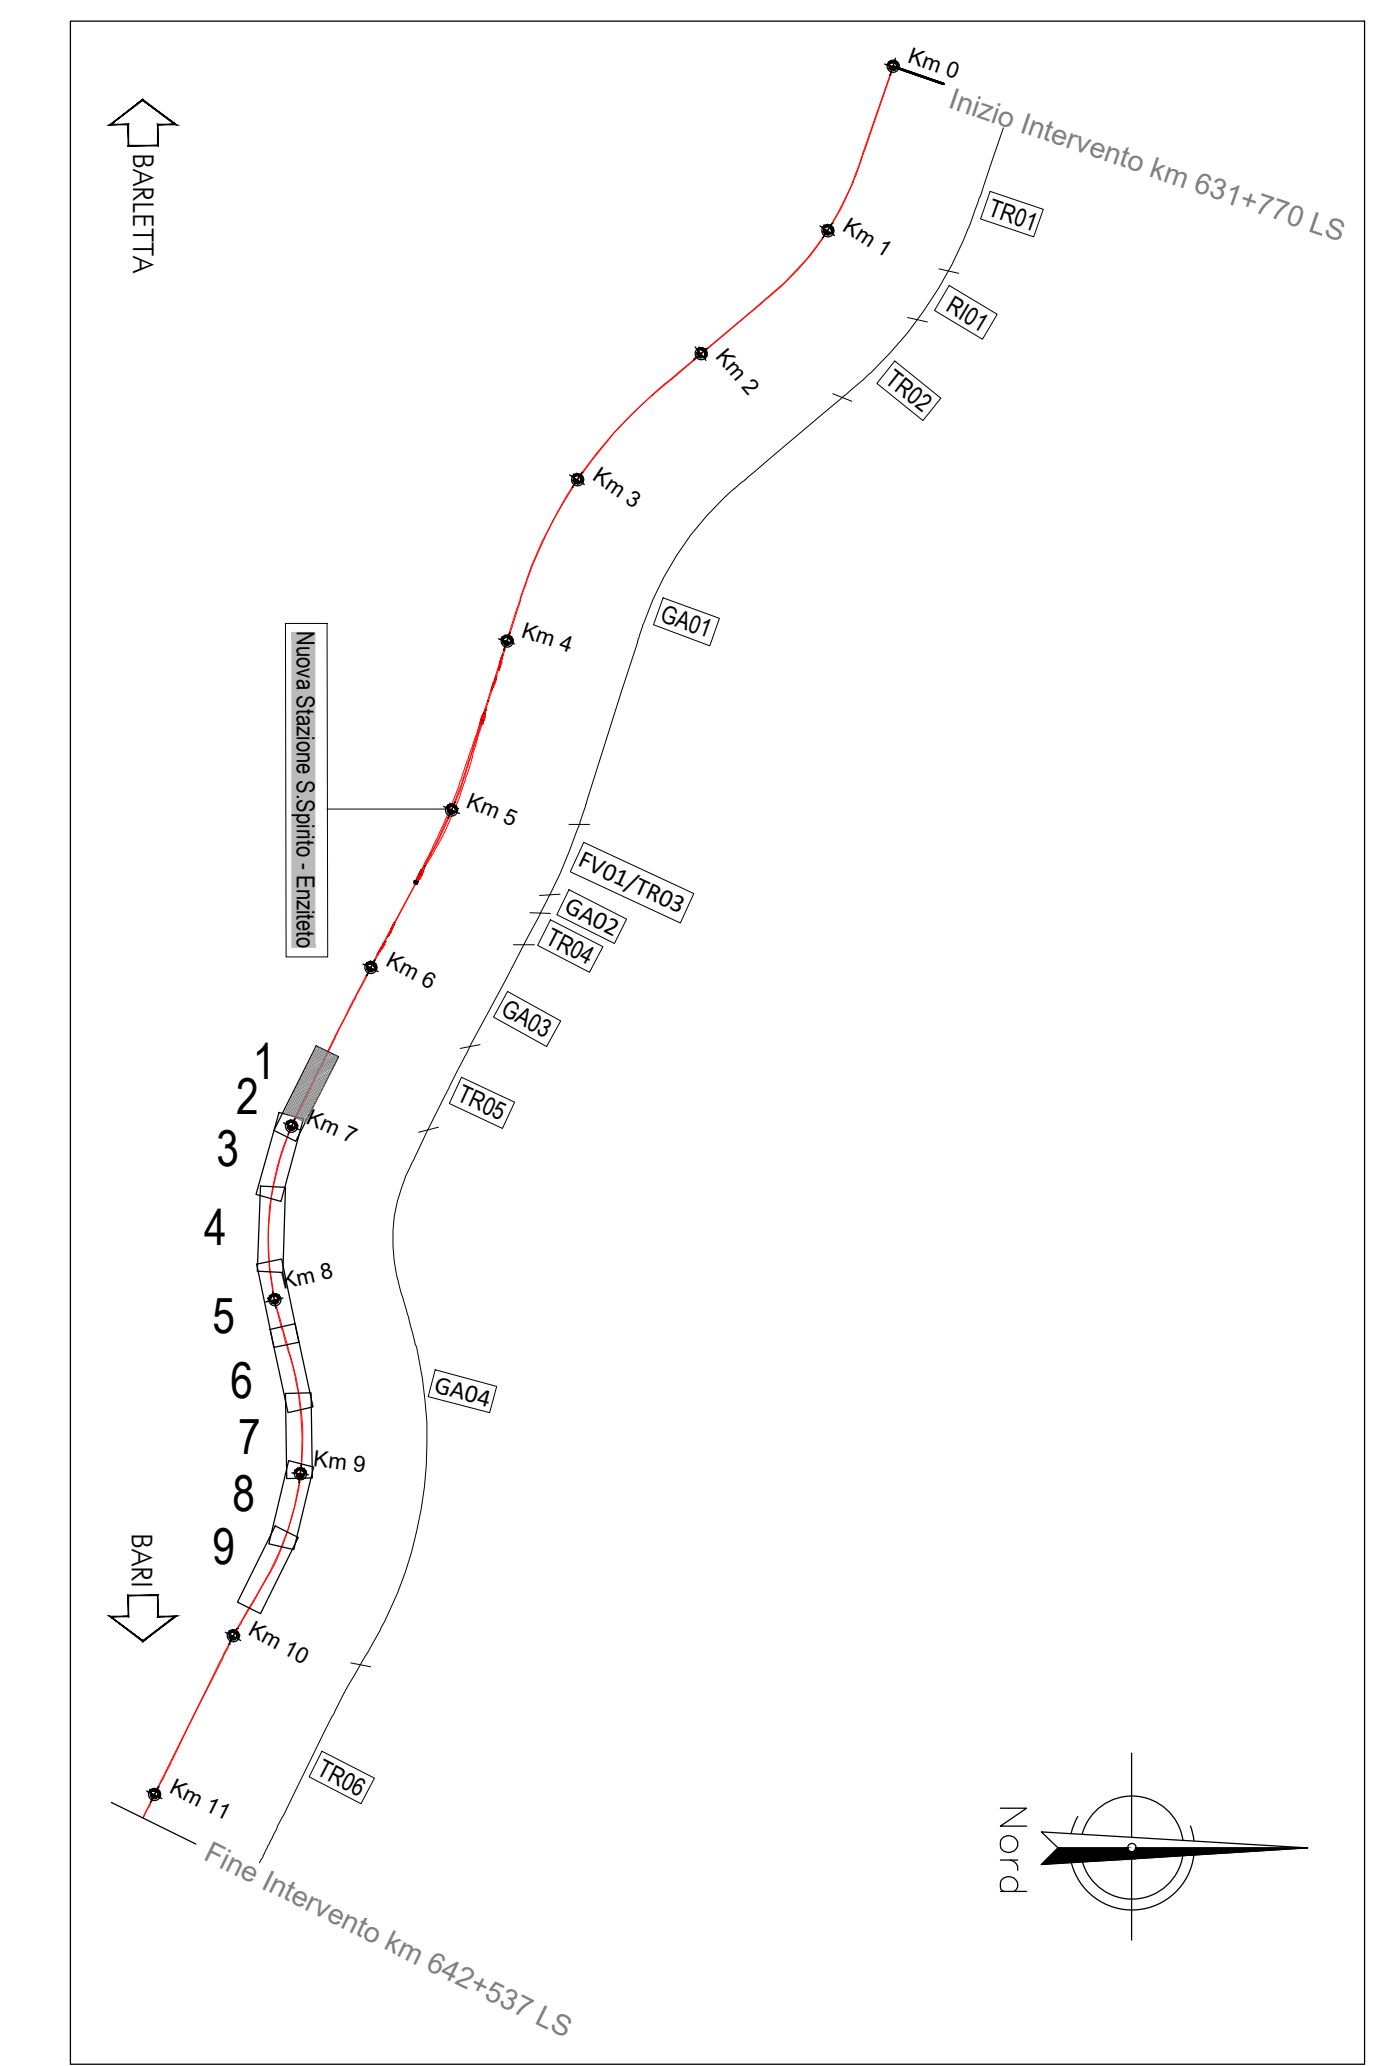 Km 0
Inizio Intervento km 631+770 LS
BARLETTA
TR01
Km 1
RI01
Km 2
TR02
Km 3
GA01
Km 4
Nuova Stazione S.Spirito - Enziteto
Km 5
FV01/TR03
GA02
TR04
Km 6
GA03
1
2
TR05
Km 7
3
4
Km 8
5
6
GA04
7
Km 9
8
9
BARI
Km 10
TR06
Km 11
Fine Intervento km 642+537 LS
Nord